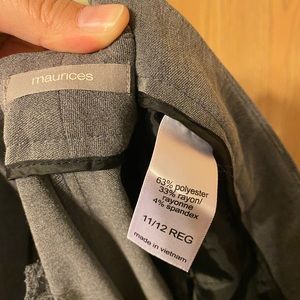 maurices
63% polyester
33% rayon/
rayonne
4% spandex
11/12 REG
made in vietnam